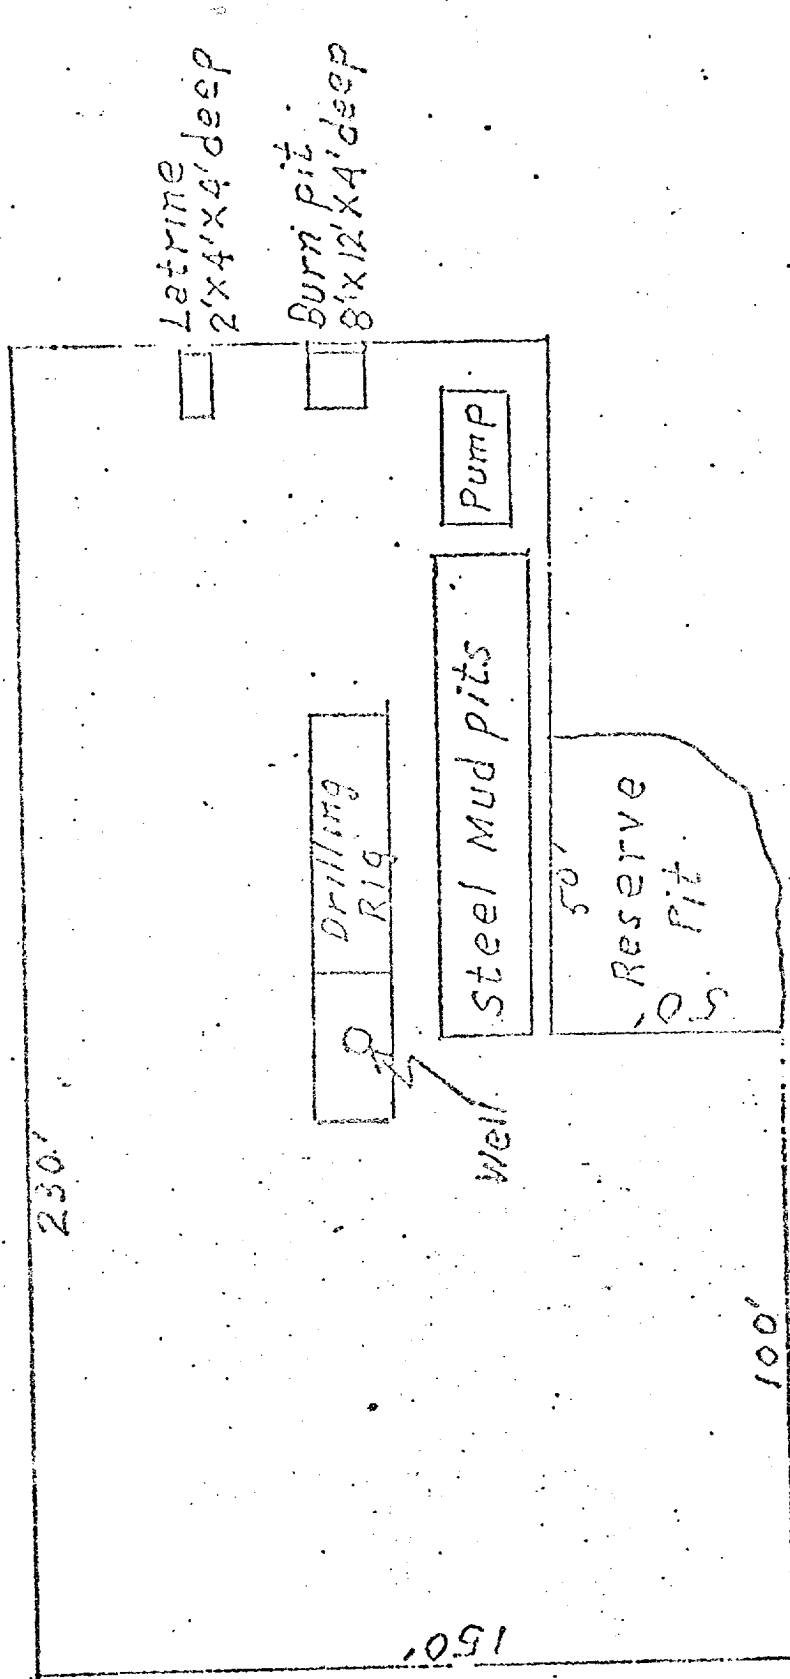 Latrine
2'x4'x4' deep
Burn pit
8'x12'x4' deep
230'
Drilling
Rig
Pump
Steel Mud pits
Well
50'
Reserve
Pit
50'
100'
150'